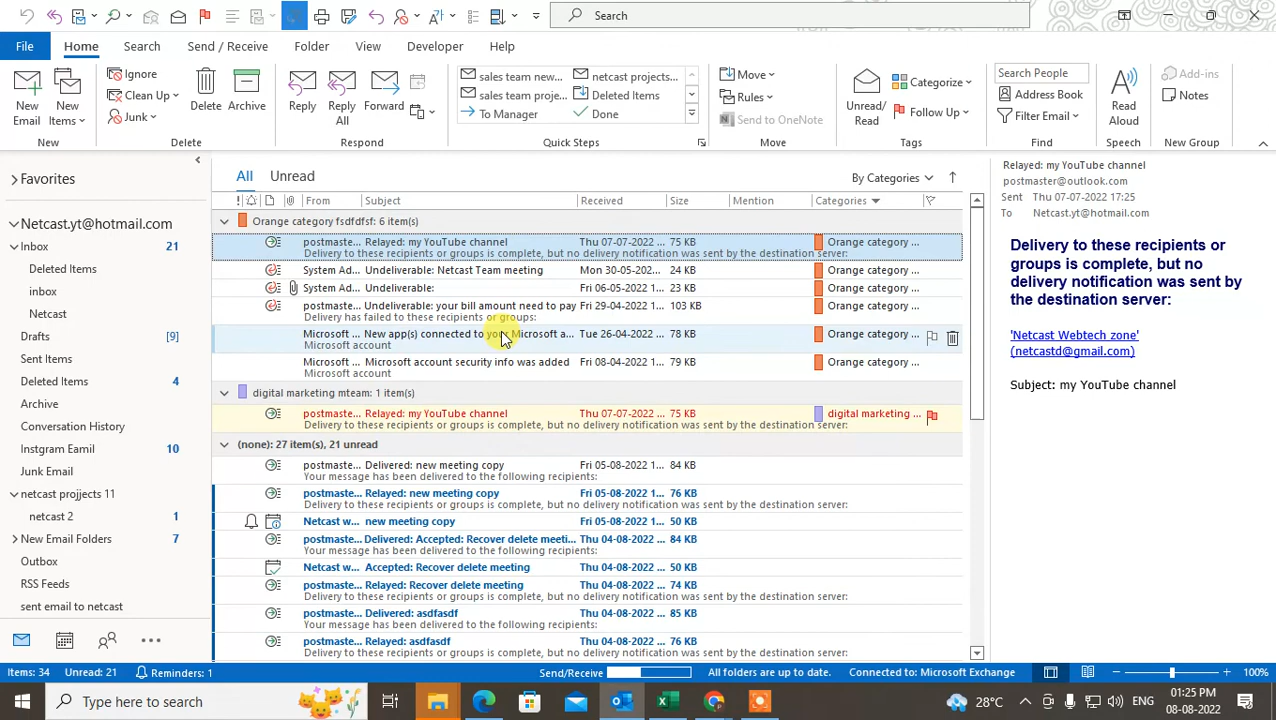 Search
File Home Search Send / Receive Folder View Developer Help
New Email
New Items
Ignore
Clean Up
Junk
Delete
Archive
Reply
Reply All
Forward
sales team new...
sales team proje...
To Manager
netcast projects...
Deleted Items
Done
Move
Rules
Send to OneNote
Unread/ Read
Categorize
Follow Up
Search People
Address Book
Filter Email
Read Aloud
Add-ins
Notes
New Delete Respond Quick Steps Move Tags Find Speech New Group
Favorites
Netcast.yt@hotmail.com
Inbox 21
Deleted Items
inbox
Netcast
Drafts [9]
Sent Items
Deleted Items 4
Archive
Conversation History
Instgram Eamil 10
Junk Email
netcast projjects 11
netcast 2 1
New Email Folders 7
Outbox
RSS Feeds
sent email to netcast
All Unread By Categories
From Subject Received Size Mention Categories
Orange category fsdfdfsf: 6 item(s)
postmaste... Relayed: my YouTube channel Thu 07-07-2022 ... 75 KB Orange category ...
Delivery to these recipients or groups is complete, but no delivery notification was sent by the destination server:
System Ad... Undeliverable: Netcast Team meeting Mon 30-05-202... 24 KB Orange category ...
System Ad... Undeliverable: Fri 06-05-2022 1... 23 KB Orange category ...
postmaste... Undeliverable: your bill amount need to pay Fri 29-04-2022 ... 103 KB Orange category ...
Delivery has failed to these recipients or groups:
Microsoft ... New app(s) connected to your Microsoft a... Tue 26-04-2022 ... 78 KB Orange category ...
Microsoft account
Microsoft ... Microsoft account security info was added Fri 08-04-2022 ... 79 KB Orange category ...
Microsoft account
digital marketing mteam: 1 item(s)
postmaste... Relayed: my YouTube channel Thu 07-07-2022 ... 75 KB digital marketing ...
Delivery to these recipients or groups is complete, but no delivery notification was sent by the destination server:
(none): 27 item(s), 21 unread
postmaste... Delivered: new meeting copy Fri 05-08-2022 1... 84 KB
Your message has been delivered to the following recipients:
postmaste... Relayed: new meeting copy Fri 05-08-2022 1... 76 KB
Delivery to these recipients or groups is complete, but no delivery notification was sent by the destination server:
Netcast w... new meeting copy Fri 05-08-2022 1... 50 KB
postmaste... Delivered: Accepted: Recover delete meeti... Thu 04-08-2022 ... 84 KB
Your message has been delivered to the following recipients:
Netcast w... Accepted: Recover delete meeting Thu 04-08-2022 ... 50 KB
postmaste... Relayed: Recover delete meeting Thu 04-08-2022 ... 74 KB
Delivery to these recipients or groups is complete, but no delivery notification was sent by the destination server:
postmaste... Delivered: asdfasdf Thu 04-08-2022 ... 85 KB
Your message has been delivered to the following recipients:
postmaste... Relayed: asdfasdf Thu 04-08-2022 ... 76 KB
Delivery to these recipients or groups is complete, but no delivery notification was sent by the destination server:
Relayed: my YouTube channel
postmaster@outlook.com
Sent Thu 07-07-2022 17:25
To Netcast.yt@hotmail.com
Delivery to these recipients or
groups is complete, but no
delivery notification was sent by
the destination server:
'Netcast Webtech zone'
(netcastd@gmail.com)
Subject: my YouTube channel
Items: 34 Unread: 21 Reminders: 1 Send/Receive All folders are up to date. Connected to: Microsoft Exchange 100%
Type here to search 28°C ENG 01:25 PM
08-08-2022